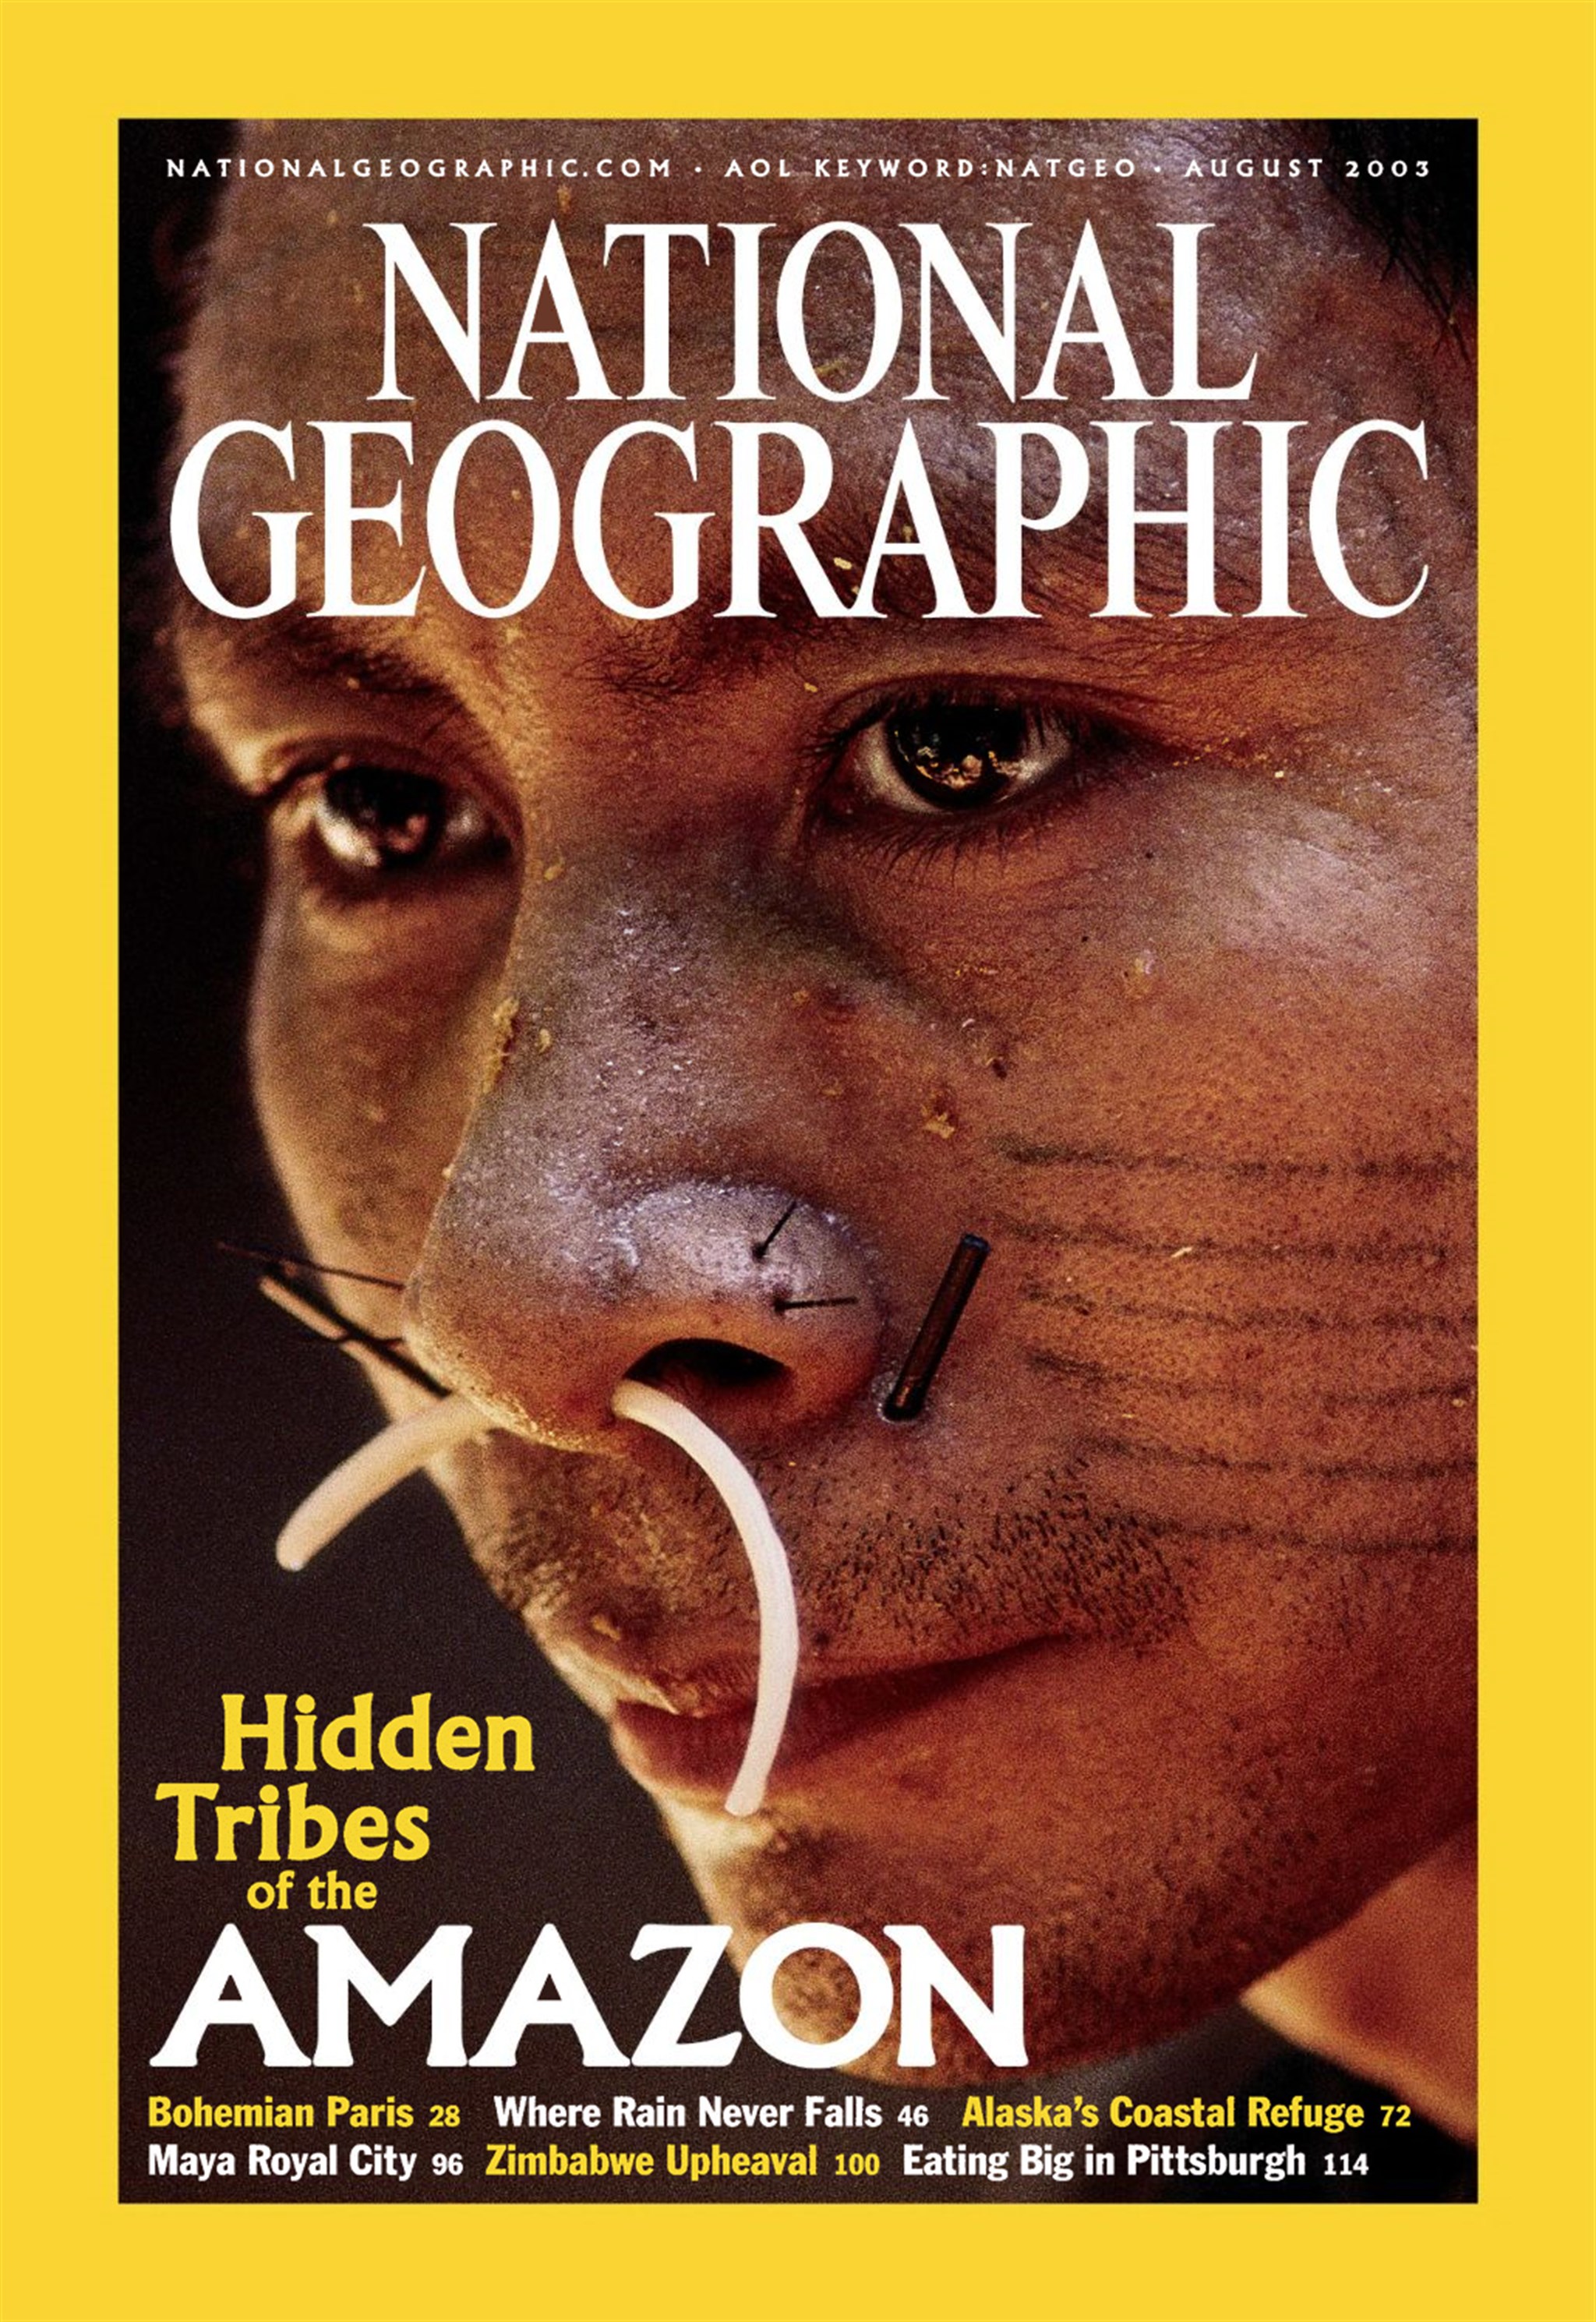 NATIONALGEOGRAPHIC.COM · AOL KEYWORD:NATGEO · AUGUST 2003
NATIONAL
GEOGRAPHIC
Hidden
Tribes
of the
AMAZON
Bohemian Paris 28 Where Rain Never Falls 46 Alaska's Coastal Refuge 72
Maya Royal City 96 Zimbabwe Upheaval 100 Eating Big in Pittsburgh 114